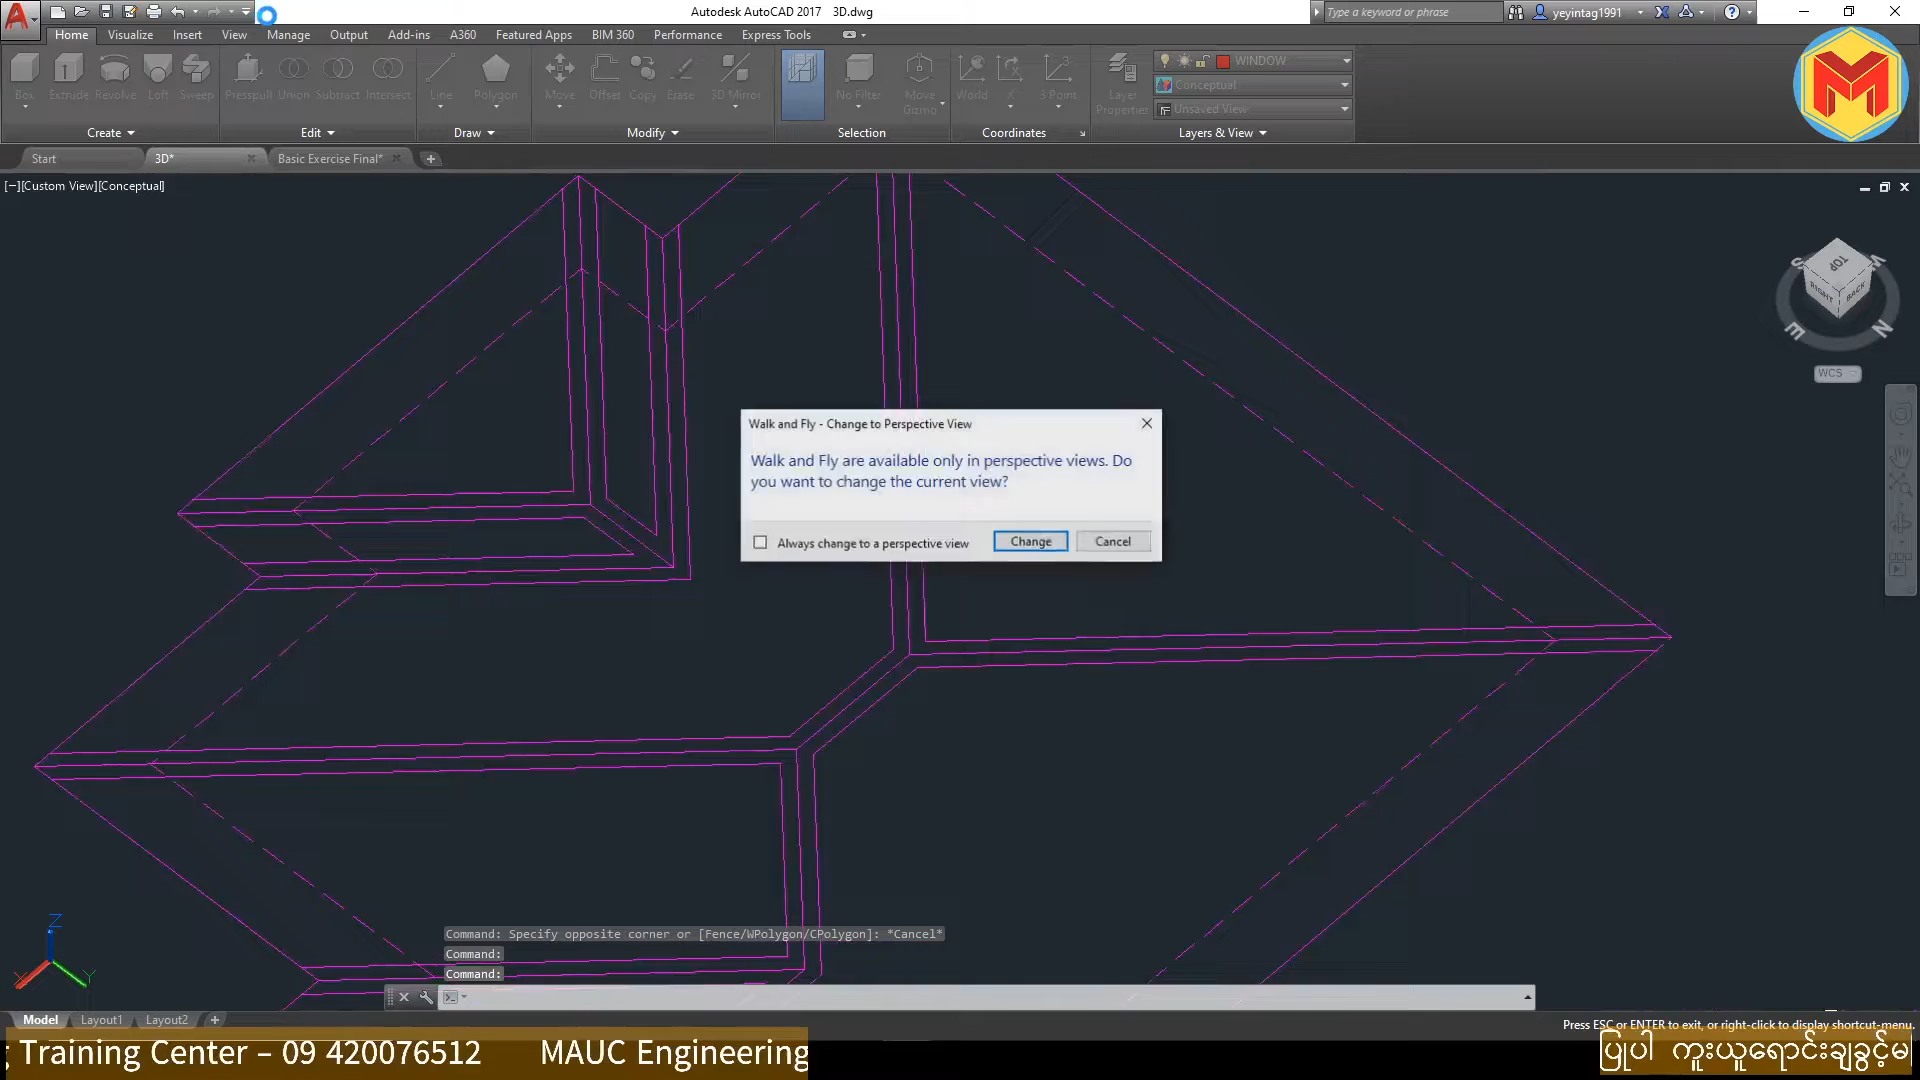 Autodesk AutoCAD 2017   3D.dwg
Type a keyword or phrase
yeyintag1991
Home Visualize Insert View Manage Output Add-ins A360 Featured Apps BIM 360 Performance Express Tools
WINDOW
Conceptual
Unsaved View
Box Extrude Revolve Loft Sweep Presspull Union Subtract Intersect Line Polygon Move Offset Copy Erase 3D Mirror No Filter Move Gizmo World X 3 Point Layer Properties
Create Edit Draw Modify Selection Coordinates Layers & View
Start 3D* Basic Exercise Final*
[−][Custom View][Conceptual]
TOP
RIGHT BACK
S W E N
WCS
Walk and Fly - Change to Perspective View
Walk and Fly are available only in perspective views. Do
you want to change the current view?
Always change to a perspective view Change Cancel
Z
X Y
Command: Specify opposite corner or [Fence/WPolygon/CPolygon]: *Cancel*
Command:
Command:
Model Layout1 Layout2 +
Press ESC or ENTER to exit, or right-click to display shortcut-menu.
Training Center – 09 420076512 MAUC Engineering
ပြုပါ ကူးယူရောင်းချခွင့်မ